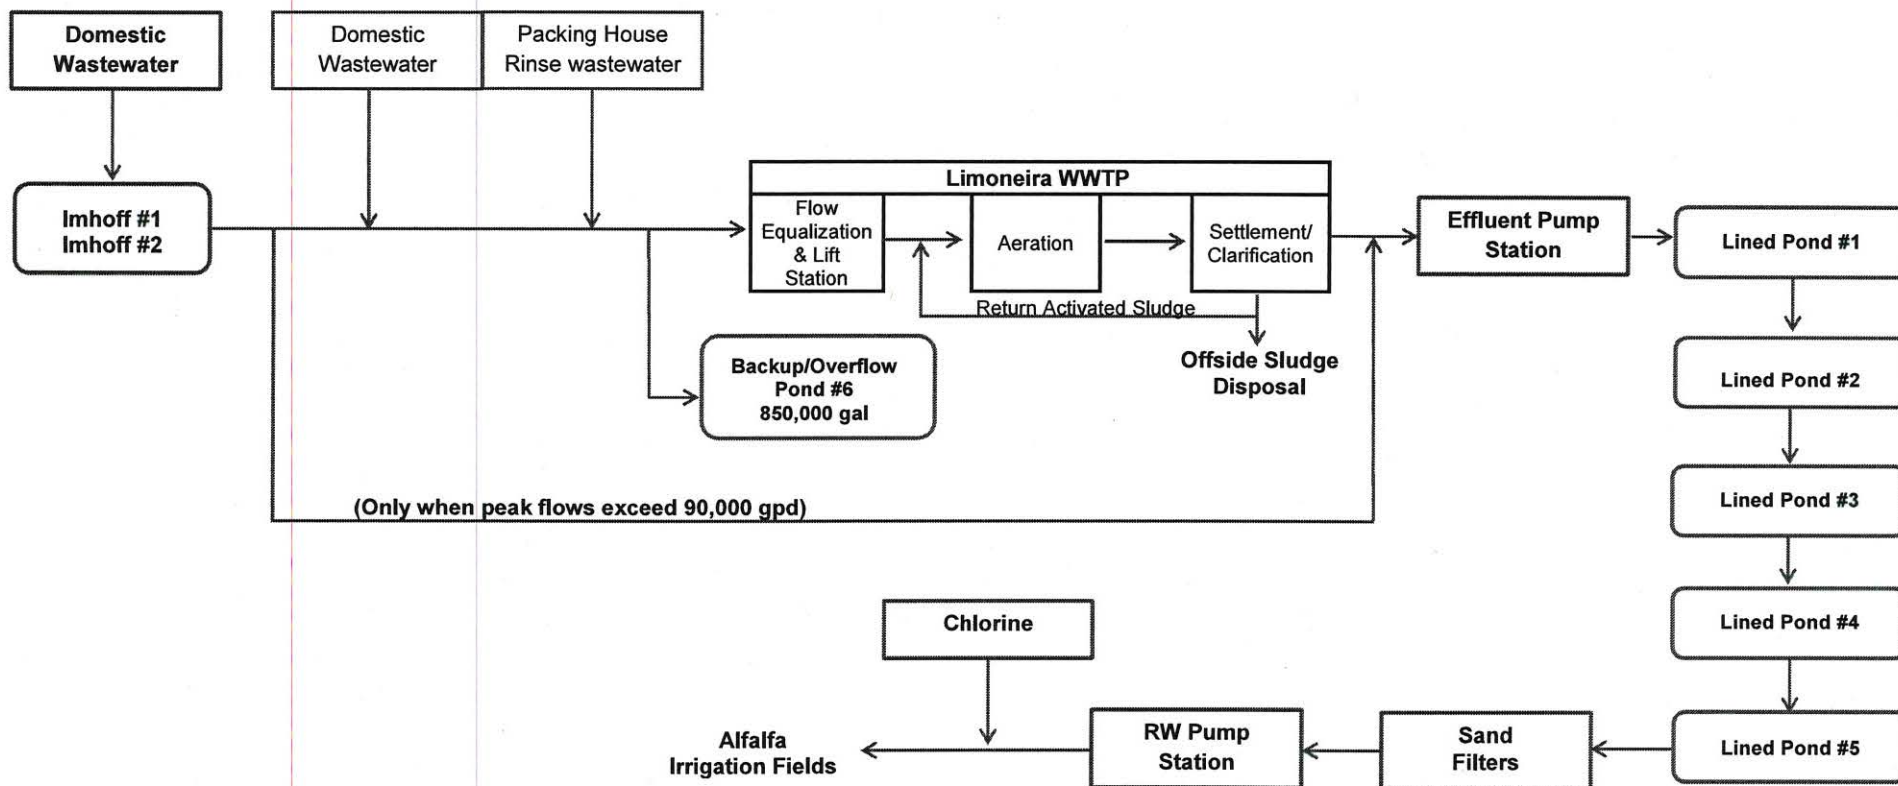 Domestic
Wastewater
Domestic
Wastewater
Packing House
Rinse wastewater
Imhoff #1
Imhoff #2
Limoneira WWTP
Flow
Equalization
& Lift
Station
Aeration
Settlement/
Clarification
Return Activated Sludge
Offside Sludge
Disposal
Effluent Pump
Station
Lined Pond #1
Lined Pond #2
Lined Pond #3
Lined Pond #4
Lined Pond #5
Backup/Overflow
Pond #6
850,000 gal
(Only when peak flows exceed 90,000 gpd)
Chlorine
Alfalfa
Irrigation Fields
RW Pump
Station
Sand
Filters